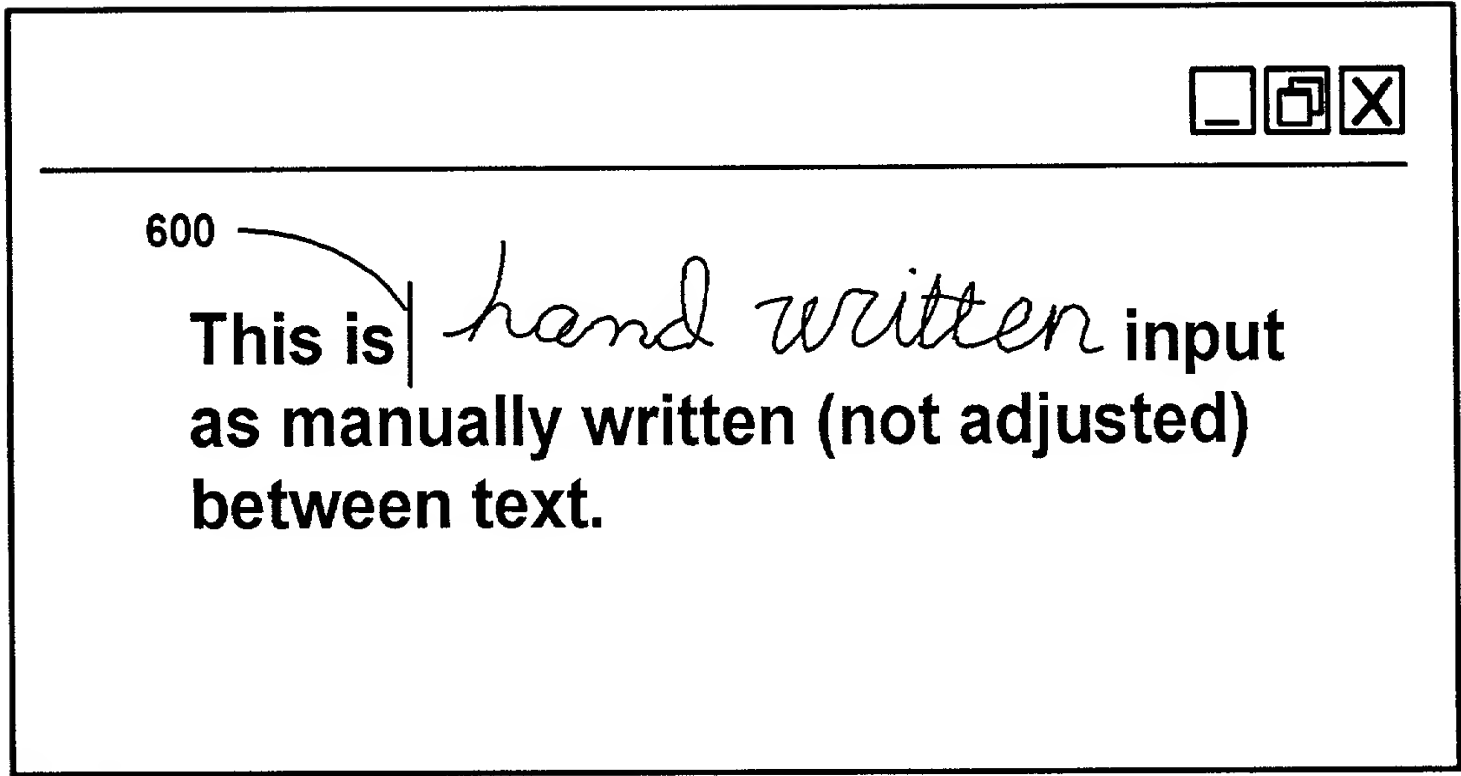 600
This is hand written input
as manually written (not adjusted)
between text.